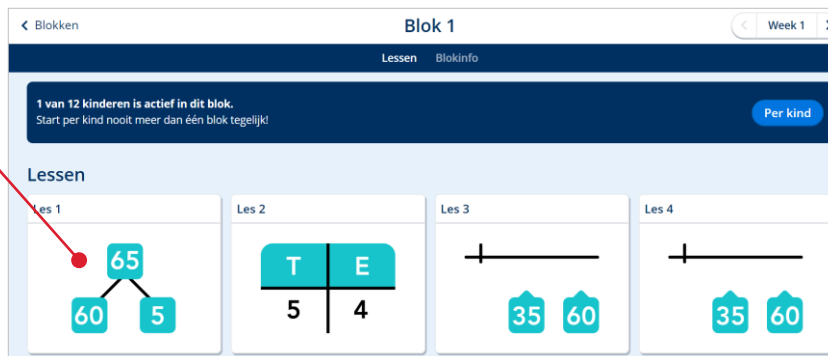 Blokken
Blok 1
Week 1
Lessen Blokinfo
1 van 12 kinderen is actief in dit blok.
Start per kind nooit meer dan één blok tegelijk!
Per kind
Lessen
Les 1
Les 2
Les 3
Les 4
65
60 5
T E
5 4
35 60
35 60